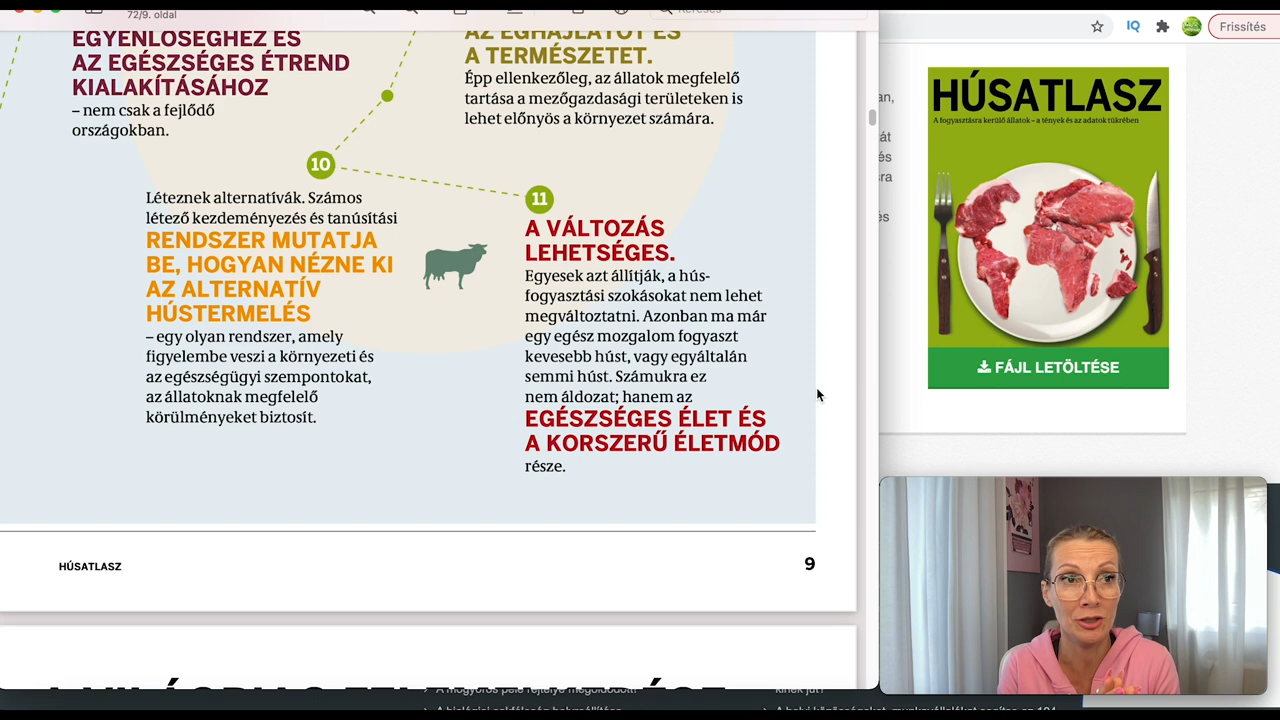 72/9. oldal
Keresés
Frissítés
EGYENLŐSÉGHEZ ÉS
AZ EGÉSZSÉGES ÉTREND
KIALAKÍTÁSÁHOZ
– nem csak a fejlődő
országokban.
AZ ÉGHAJLATOT ÉS
A TERMÉSZETET.
Épp ellenkezőleg, az állatok megfelelő
tartása a mezőgazdasági területeken is
lehet előnyös a környezet számára.
10
Léteznek alternatívák. Számos
létező kezdeményezés és tanúsítási
RENDSZER MUTATJA
BE, HOGYAN NÉZNE KI
AZ ALTERNATÍV
HÚSTERMELÉS
– egy olyan rendszer, amely
figyelembe veszi a környezeti és
az egészségügyi szempontokat,
az állatoknak megfelelő
körülményeket biztosít.
11
A VÁLTOZÁS
LEHETSÉGES.
Egyesek azt állítják, a hús-
fogyasztási szokásokat nem lehet
megváltoztatni. Azonban ma már
egy egész mozgalom fogyaszt
kevesebb húst, vagy egyáltalán
semmi húst. Számukra ez
nem áldozat; hanem az
EGÉSZSÉGES ÉLET ÉS
A KORSZERŰ ÉLETMÓD
része.
HÚSATLASZ
9
HÚSATLASZ
A fogyasztásra kerülő állatok – a tények és az adatok tükrében
FÁJL LETÖLTÉSE